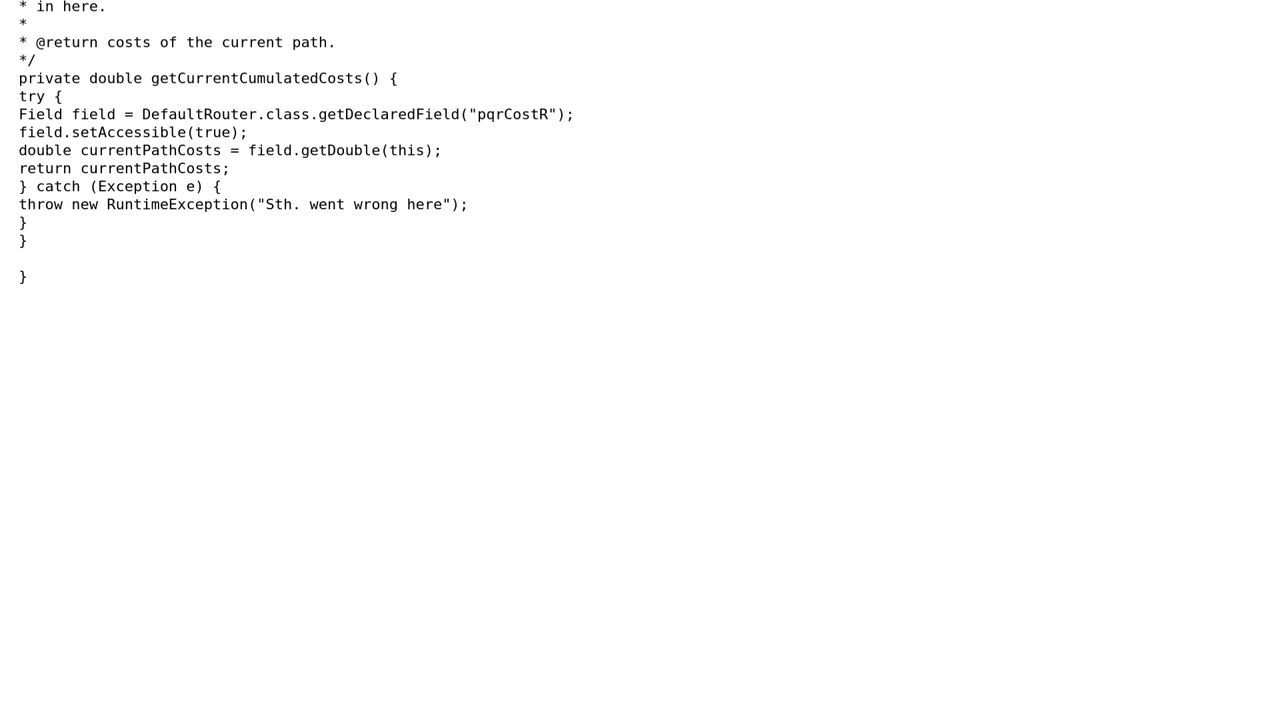 * in here.
*
* @return costs of the current path.
*/
private double getCurrentCumulatedCosts() {
try {
Field field = DefaultRouter.class.getDeclaredField("pqrCostR");
field.setAccessible(true);
double currentPathCosts = field.getDouble(this);
return currentPathCosts;
} catch (Exception e) {
throw new RuntimeException("Sth. went wrong here");
}
}

}